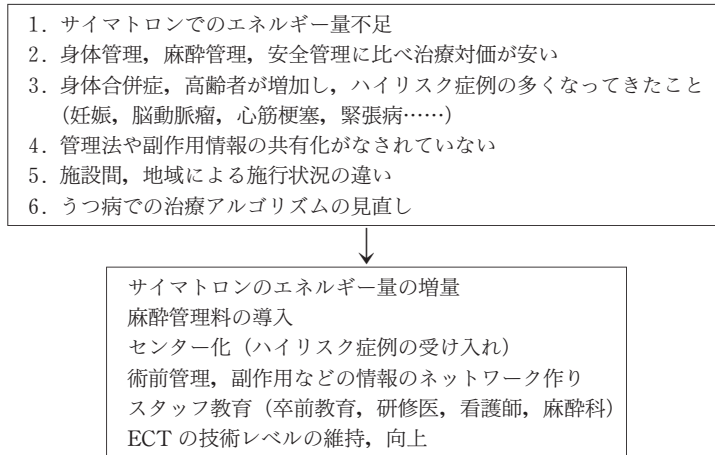 1．サイマトロンでのエネルギー量不足
2．身体管理，麻酔管理，安全管理に比べ治療対価が安い
3．身体合併症，高齢者が増加し，ハイリスク症例の多くなってきたこと
（妊娠，脳動脈瘤，心筋梗塞，緊張病……）
4．管理法や副作用情報の共有化がなされていない
5．施設間，地域による施行状況の違い
6．うつ病での治療アルゴリズムの見直し
サイマトロンのエネルギー量の増量
麻酔管理料の導入
センター化（ハイリスク症例の受け入れ）
術前管理，副作用などの情報のネットワーク作り
スタッフ教育（卒前教育，研修医，看護師，麻酔科）
ECT の技術レベルの維持，向上